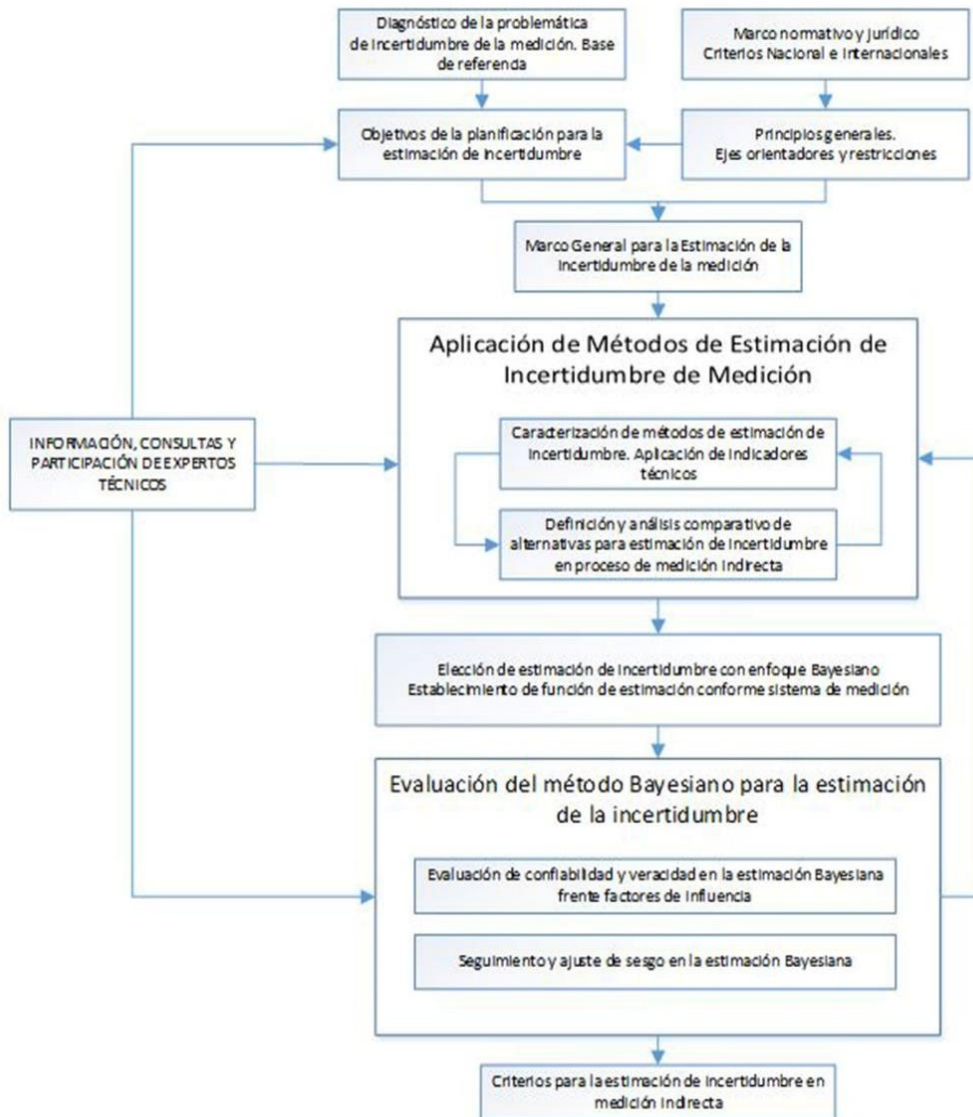 Diagnóstico de la problemática
de incertidumbre de la medición. Base
de referencia
Marco normativo y jurídico
Criterios Nacional e Internacionales
Objetivos de la planificación para la
estimación de incertidumbre
Principios generales.
Ejes orientadores y restricciones
Marco General para la Estimación de la
incertidumbre de la medición
Aplicación de Métodos de Estimación de
Incertidumbre de Medición
INFORMACIÓN, CONSULTAS Y
PARTICIPACIÓN DE EXPERTOS
TÉCNICOS
Caracterización de métodos de estimación de
incertidumbre. Aplicación de indicadores
técnicos
Definición y análisis comparativo de
alternativas para estimación de incertidumbre
en proceso de medición indirecta
Elección de estimación de incertidumbre con enfoque Bayesiano
Establecimiento de función de estimación conforme sistema de medición
Evaluación del método Bayesiano para la estimación
de la incertidumbre
Evaluación de confiabilidad y veracidad en la estimación Bayesiana
frente factores de influencia
Seguimiento y ajuste de sesgo en la estimación Bayesiana
Criterios para la estimación de incertidumbre en
medición indirecta